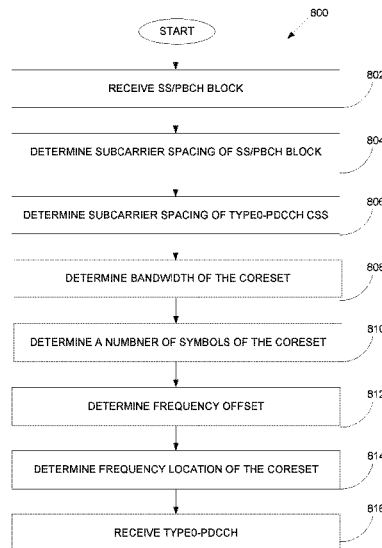 800
START
802
RECEIVE SS/PBCH BLOCK
804
DETERMINE SUBCARRIER SPACING OF SS/PBCH BLOCK
806
DETERMINE SUBCARRIER SPACING OF TYPE0-PDCCH CSS
808
DETERMINE BANDWIDTH OF THE CORESET
810
DETERMINE A NUMBNER OF SYMBOLS OF THE CORESET
812
DETERMINE FREQUENCY OFFSET
814
DETERMINE FREQUENCY LOCATION OF THE CORESET
816
RECEIVE TYPE0-PDCCH